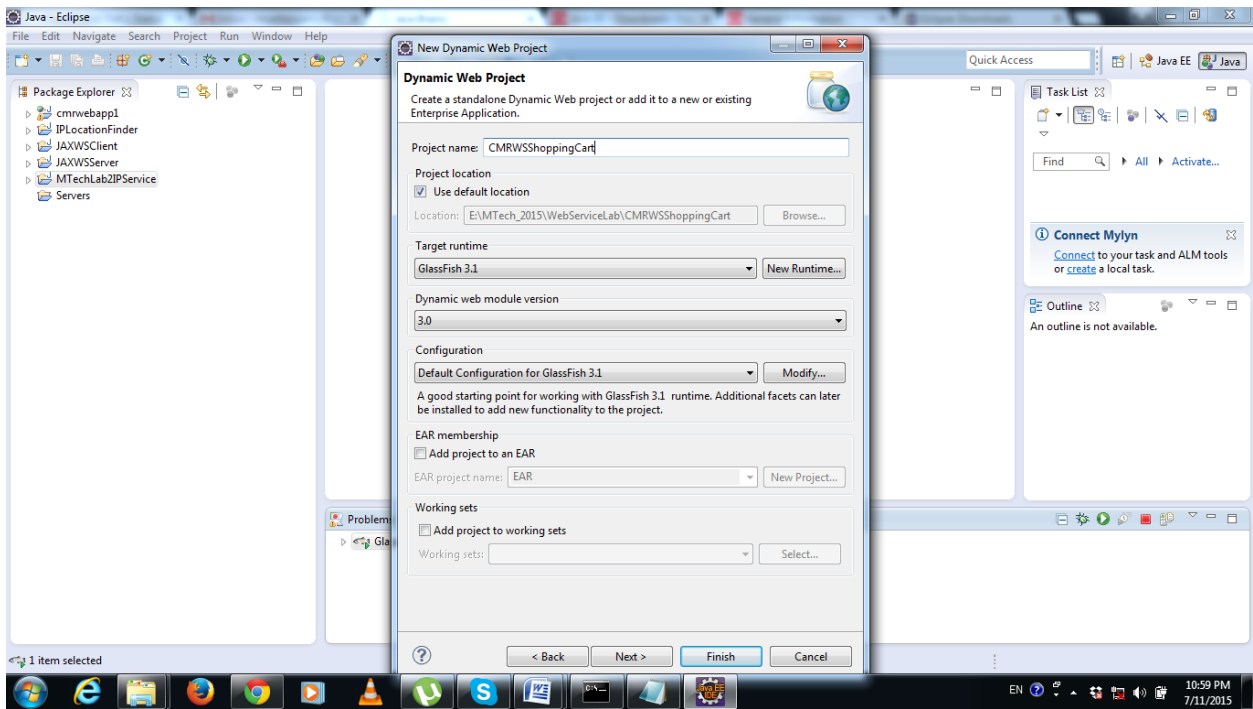 Java - Eclipse
File Edit Navigate Search Project Run Window Help
Quick Access
Java EE
Java
Package Explorer
cmrwebapp1
IPLocationFinder
JAXWSClient
JAXWSServer
MTechLab2IPService
Servers
New Dynamic Web Project
Dynamic Web Project
Create a standalone Dynamic Web project or add it to a new or existing
Enterprise Application.
Project name: CMRWSShoppingCart
Project location
Use default location
Location: E:\MTech_2015\WebServiceLab\CMRWSShoppingCart Browse...
Target runtime
GlassFish 3.1 New Runtime...
Dynamic web module version
3.0
Configuration
Default Configuration for GlassFish 3.1 Modify...
A good starting point for working with GlassFish 3.1 runtime. Additional facets can later
be installed to add new functionality to the project.
EAR membership
Add project to an EAR
EAR project name: EAR New Project...
Working sets
Add project to working sets
Working sets: Select...
< Back Next > Finish Cancel
Problem
Gla
Task List
Find All Activate...
Connect Mylyn
Connect to your task and ALM tools
or create a local task.
Outline
An outline is not available.
1 item selected
EN
10:59 PM
7/11/2015